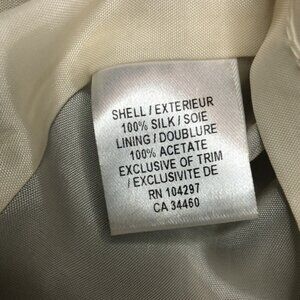 SHELL / EXTERIEUR
100% SILK / SOIE
LINING / DOUBLURE
100% ACETATE
EXCLUSIVE OF TRIM
/ EXCLUSIVITE DE
RN 104297
CA 34460